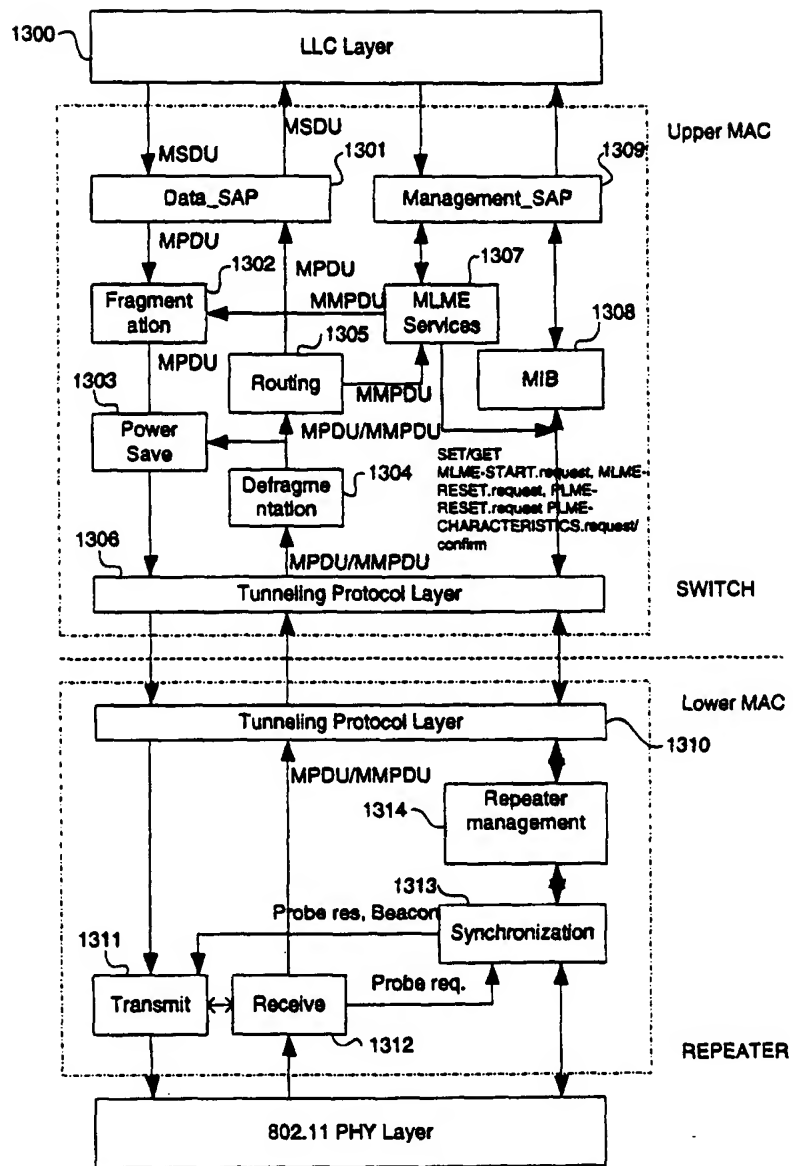 1300
LLC Layer
Upper MAC
MSDU
MSDU
1301
1309
Data_SAP
Management_SAP
MPDU
1302
MPDU
1307
Fragment
ation
MMPDU
MLME
Services
1308
1305
MPDU
Routing
MMPDU
MIB
1303
Power
Save
MPDU/MMPDU
SET/GET
MLME-START.request, MLME-
RESET.request, PLME-
RESET.request PLME-
CHARACTERISTICS.request/
confirm
Defragme
ntation
1304
1306
MPDU/MMPDU
Tunneling Protocol Layer
SWITCH
Lower MAC
Tunneling Protocol Layer
1310
MPDU/MMPDU
Repeater
management
1314
1313
Probe res, Beacon
Synchronization
1311
Transmit
Receive
Probe req.
1312
REPEATER
802.11 PHY Layer